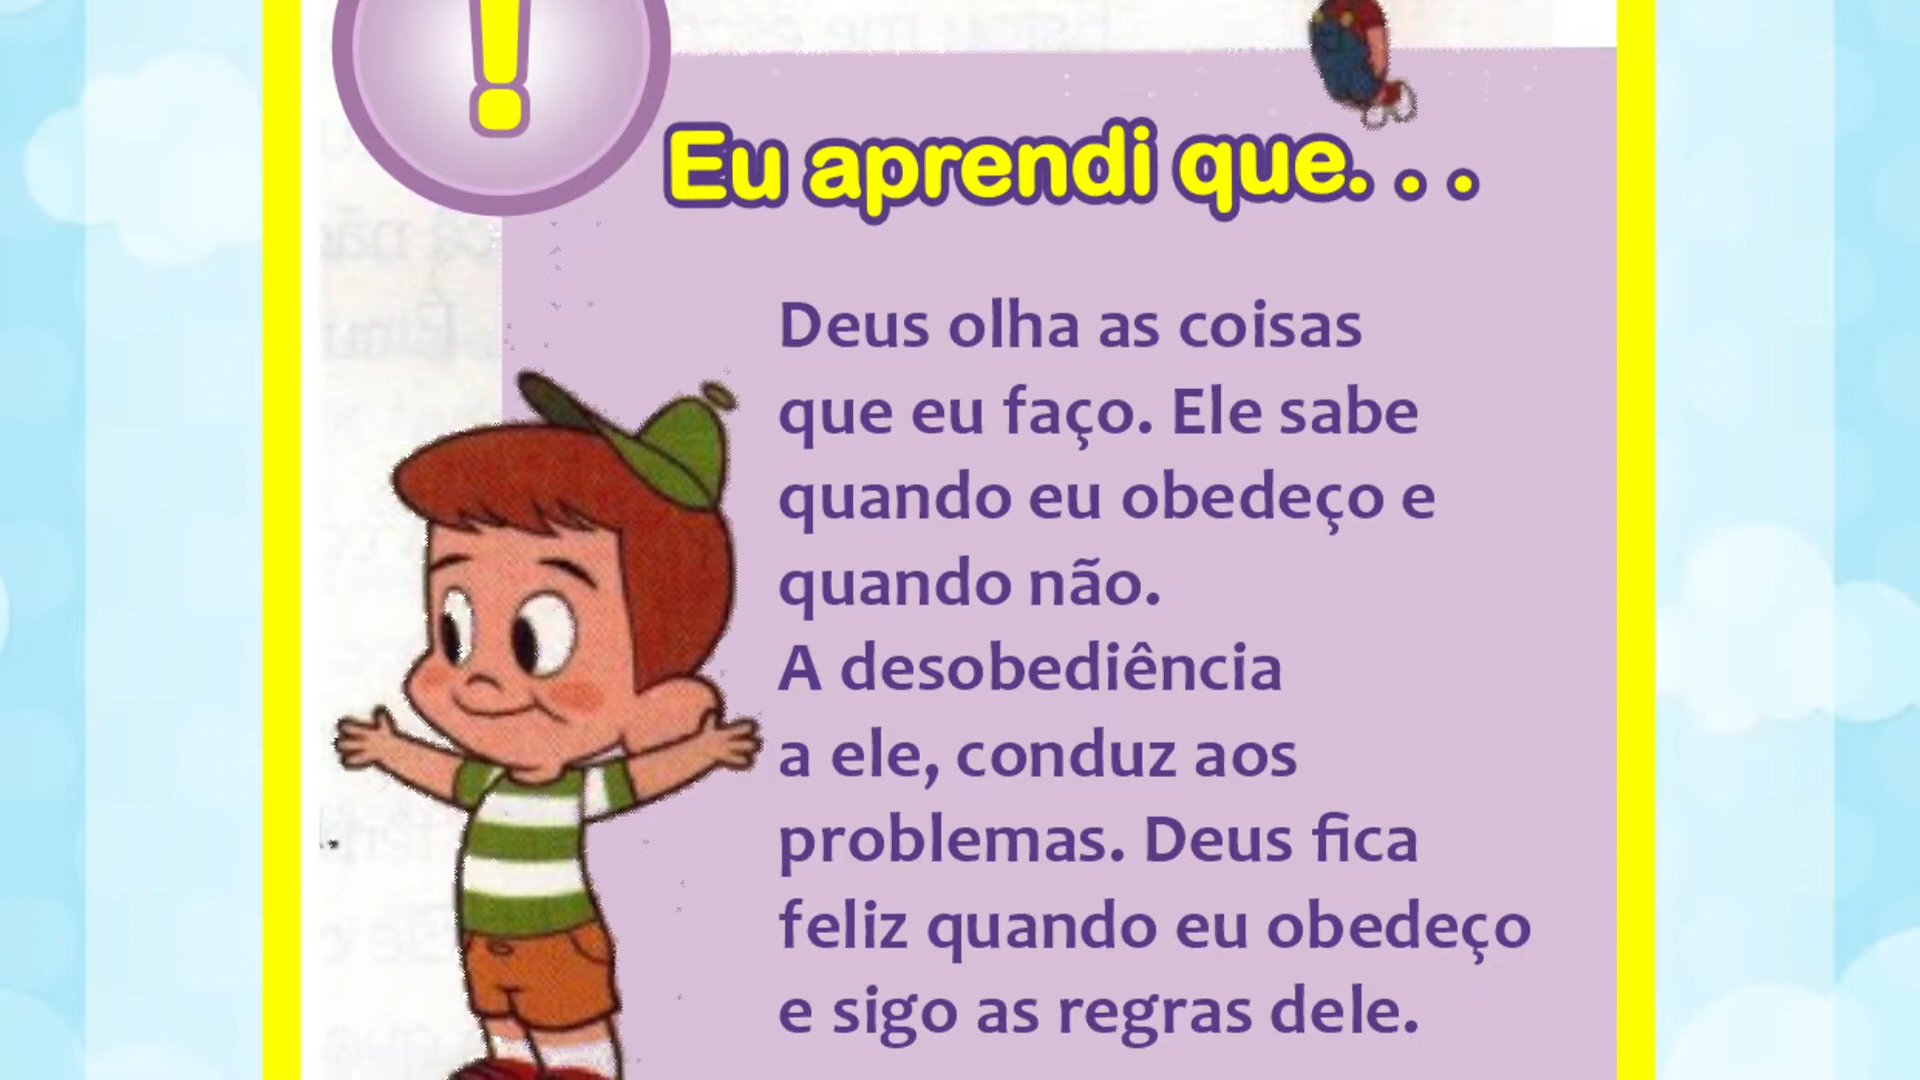 !
Eu aprendi que. . .
Deus olha as coisas
que eu faço. Ele sabe
quando eu obedeço e
quando não.
A desobediência
a ele, conduz aos
problemas. Deus fica
feliz quando eu obedeço
e sigo as regras dele.